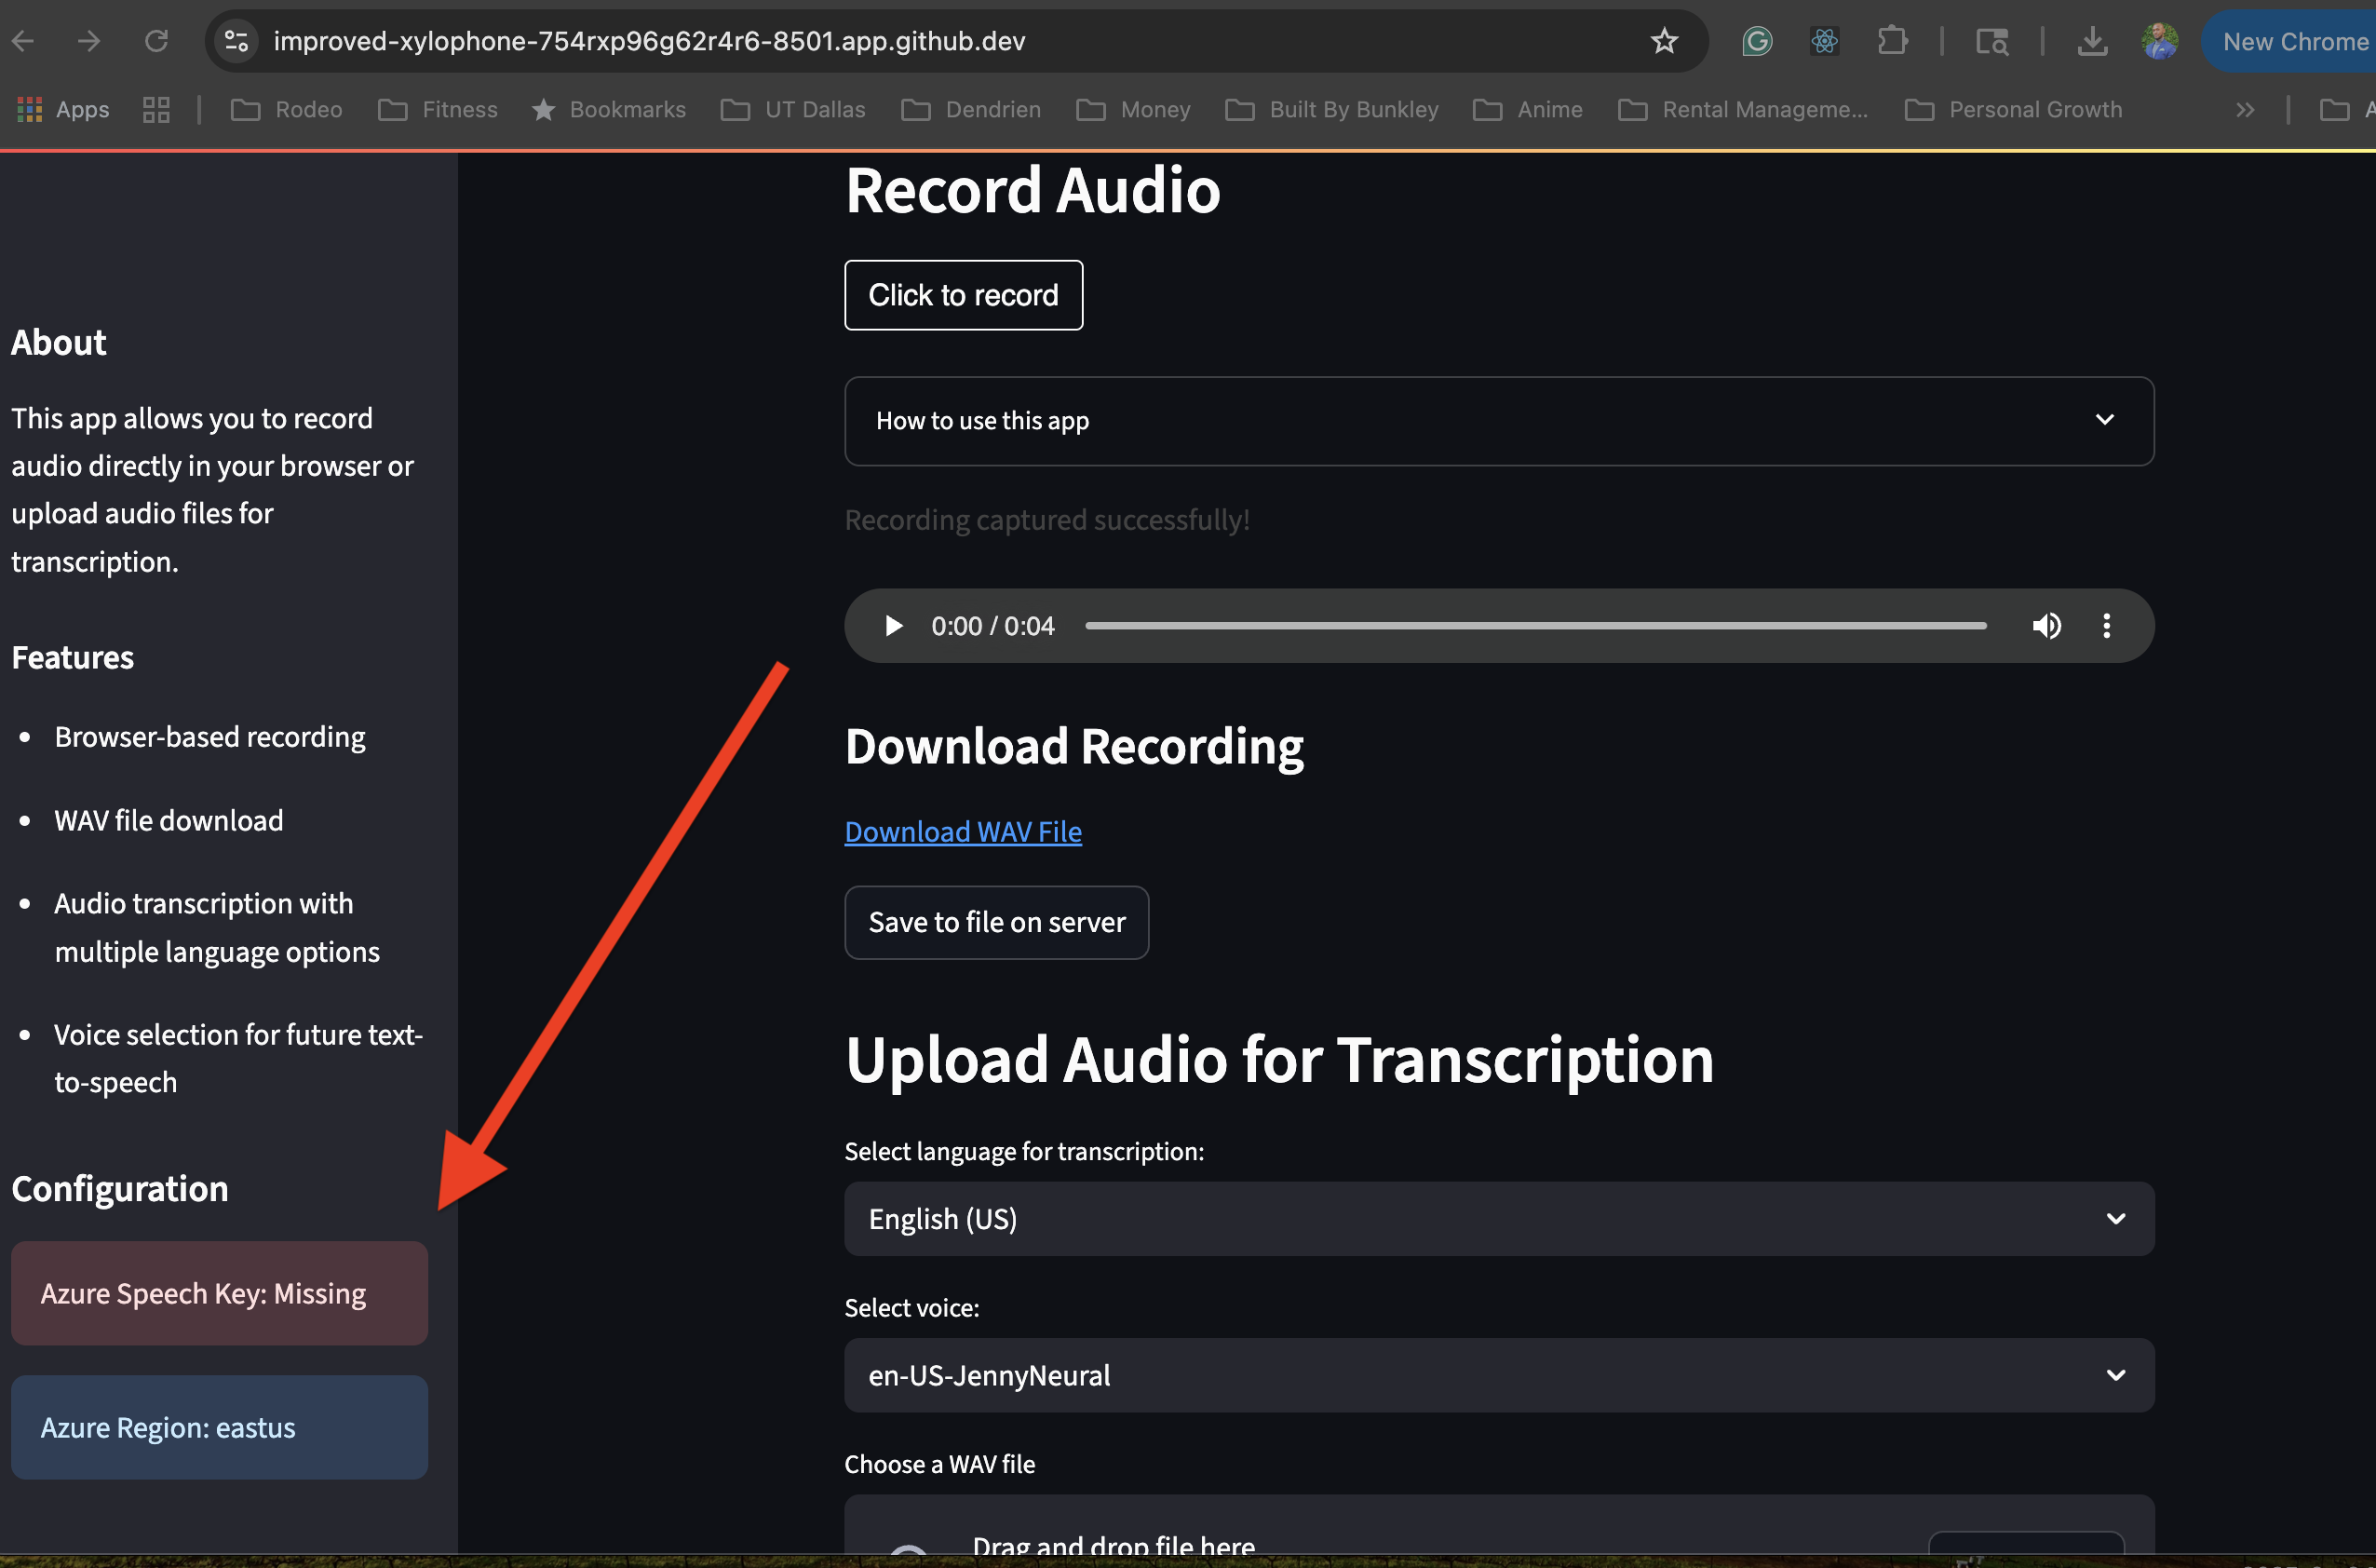 improved-xylophone-754rxp96g62r4r6-8501.app.github.dev
New Chrome
Apps
Rodeo
Fitness
Bookmarks
UT Dallas
Dendrien
Money
Built By Bunkley
Anime
Rental Manageme...
Personal Growth
About
This app allows you to record
audio directly in your browser or
upload audio files for
transcription.
Features
• Browser-based recording
• WAV file download
• Audio transcription with
multiple language options
• Voice selection for future text-
to-speech
Configuration
Azure Speech Key: Missing
Azure Region: eastus
Record Audio
Click to record
How to use this app
Recording captured successfully!
0:00 / 0:04
Download Recording
Download WAV File
Save to file on server
Upload Audio for Transcription
Select language for transcription:
English (US)
Select voice:
en-US-JennyNeural
Choose a WAV file
Drag and drop file here